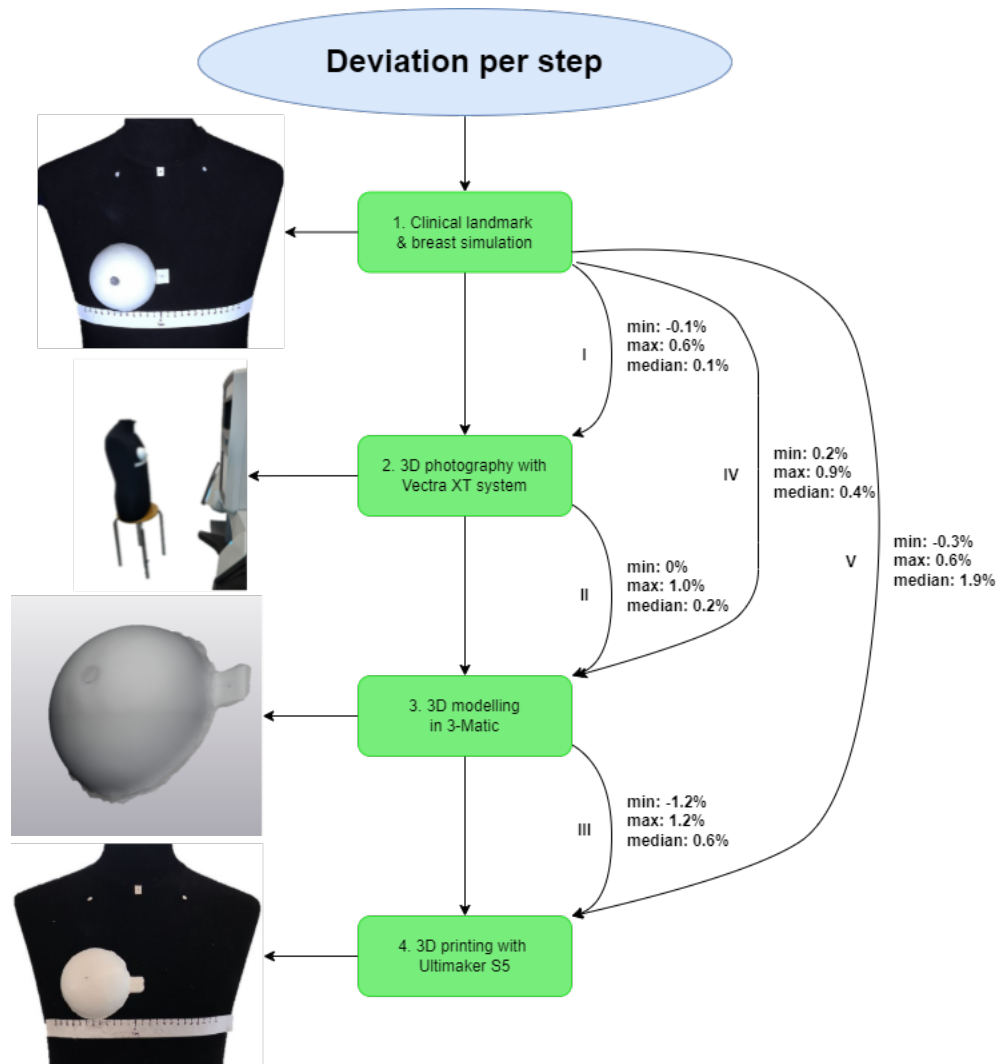 Deviation per step
1. Clinical landmark
& breast simulation
I
min: -0.1%
max: 0.6%
median: 0.1%
2. 3D photography with
Vectra XT system
IV
min: 0.2%
max: 0.9%
median: 0.4%
V
min: -0.3%
max: 0.6%
median: 1.9%
II
min: 0%
max: 1.0%
median: 0.2%
3. 3D modelling
in 3-Matic
III
min: -1.2%
max: 1.2%
median: 0.6%
4. 3D printing with
Ultimaker S5